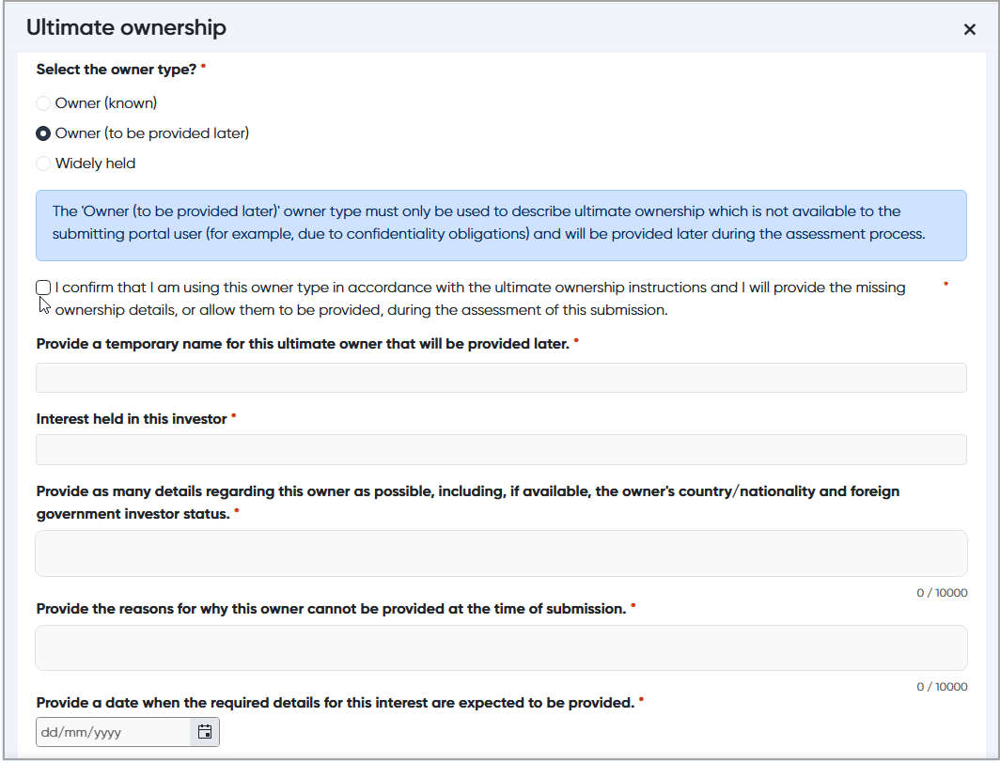 Ultimate ownership
Select the owner type? *
Owner (known)
Owner (to be provided later)
Widely held
The 'Owner (to be provided later)' owner type must only be used to describe ultimate ownership which is not available to the
submitting portal user (for example, due to confidentiality obligations) and will be provided later during the assessment process.
I confirm that I am using this owner type in accordance with the ultimate ownership instructions and I will provide the missing *
ownership details, or allow them to be provided, during the assessment of this submission.
Provide a temporary name for this ultimate owner that will be provided later. *
Interest held in this investor *
Provide as many details regarding this owner as possible, including, if available, the owner's country/nationality and foreign
government investor status. *
0 / 10000
Provide the reasons for why this owner cannot be provided at the time of submission. *
0 / 10000
Provide a date when the required details for this interest are expected to be provided. *
dd/mm/yyyy